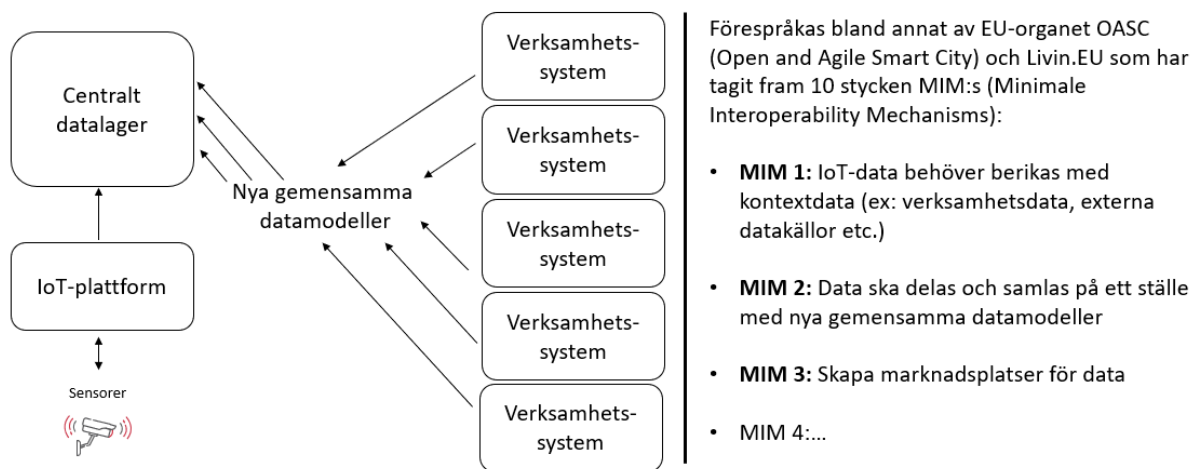 Centralt
datalager
IoT-plattform
Sensorer
Nya gemensamma
datamodeller
Verksamhets-
system
Verksamhets-
system
Verksamhets-
system
Verksamhets-
system
Verksamhets-
system
Förespråkas bland annat av EU-organet OASC
(Open and Agile Smart City) och Livin.EU som har
tagit fram 10 stycken MIM:s (Minimale
Interoperability Mechanisms):
• MIM 1: IoT-data behöver berikas med
kontextdata (ex: verksamhetsdata, externa
datakällor etc.)
• MIM 2: Data ska delas och samlas på ett ställe
med nya gemensamma datamodeller
• MIM 3: Skapa marknadsplatser för data
• MIM 4:...